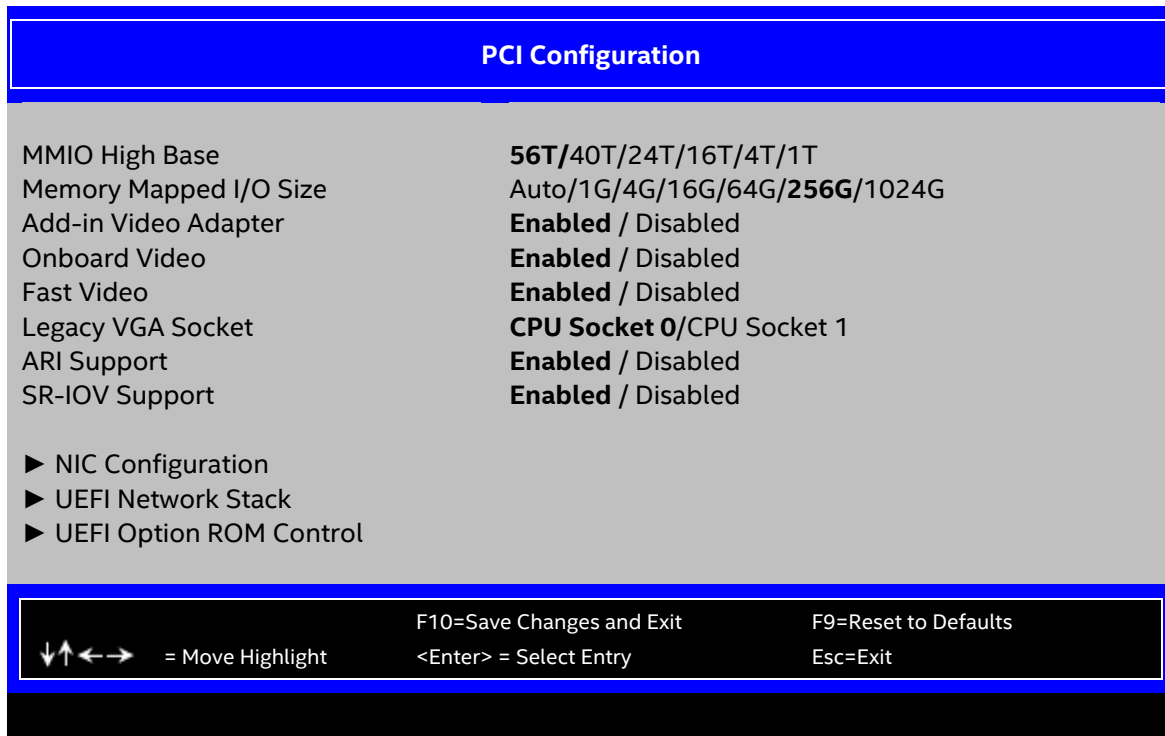 PCI Configuration
MMIO High Base 56T/40T/24T/16T/4T/1T
Memory Mapped I/O Size Auto/1G/4G/16G/64G/256G/1024G
Add-in Video Adapter Enabled / Disabled
Onboard Video Enabled / Disabled
Fast Video Enabled / Disabled
Legacy VGA Socket CPU Socket 0/CPU Socket 1
ARI Support Enabled / Disabled
SR-IOV Support Enabled / Disabled
► NIC Configuration
► UEFI Network Stack
► UEFI Option ROM Control
F10=Save Changes and Exit F9=Reset to Defaults
↓↑←→ = Move Highlight <Enter> = Select Entry Esc=Exit